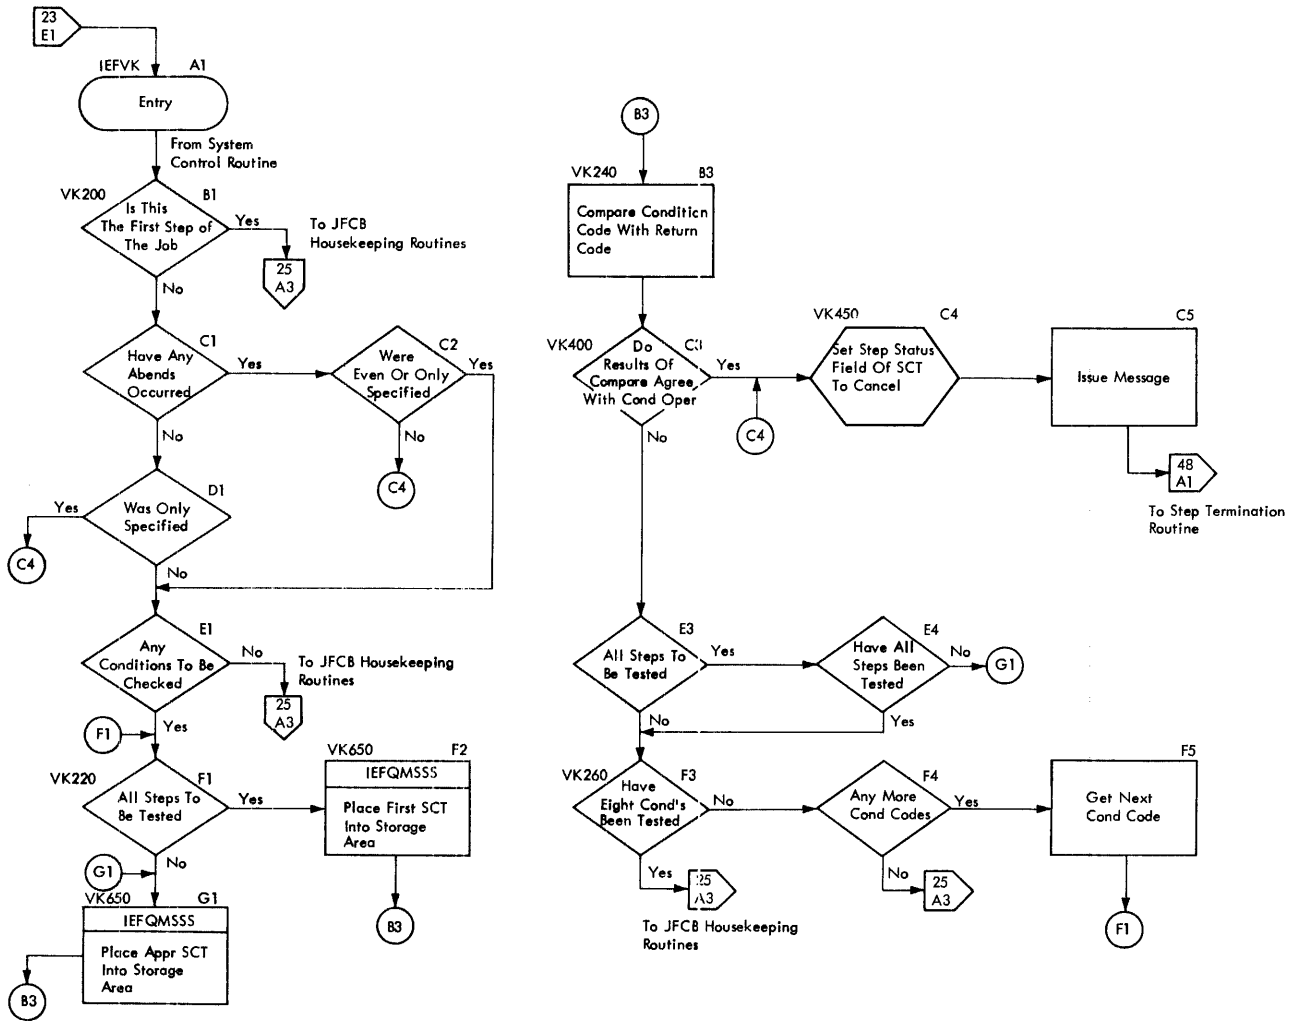 23
E1
IEFVK A1
Entry
From System
Control Routine
VK200 B1
Is This
The First Step of
The Job
Yes
To JFCB
Housekeeping Routines
25
A3
No
C1
Have Any
Abends
Occurred
Yes
C2
Were
Even Or Only
Specified
Yes
No
C4
No
D1
Was Only
Specified
Yes
C4
No
E1
Any
Conditions To Be
Checked
No
To JFCB Housekeeping
Routines
25
A3
Yes
F1
VK220 F1
All Steps To
Be Tested
Yes
VK650 F2
IEFQMSSS
Place First SCT
Into Storage
Area
B3
No
G1
VK650 G1
IEFQMSSS
Place Appr SCT
Into Storage
Area
B3
B3
VK240 B3
Compare Condition
Code With Return
Code
VK400 C3
Do
Results Of
Compare Agree
With Cond Oper
Yes
C4
VK450 C4
Set Step Status
Field Of SCT
To Cancel
C5
Issue Message
48
A1
To Step Termination
Routine
No
E3
All Steps To
Be Tested
Yes
E4
Have All
Steps Been
Tested
No
G1
Yes
No
VK260 F3
Have
Eight Cond's
Been Tested
No
F4
Any More
Cond Codes
Yes
F5
Get Next
Cond Code
F1
Yes
25
A3
To JFCB Housekeeping
Routines
No
25
A3